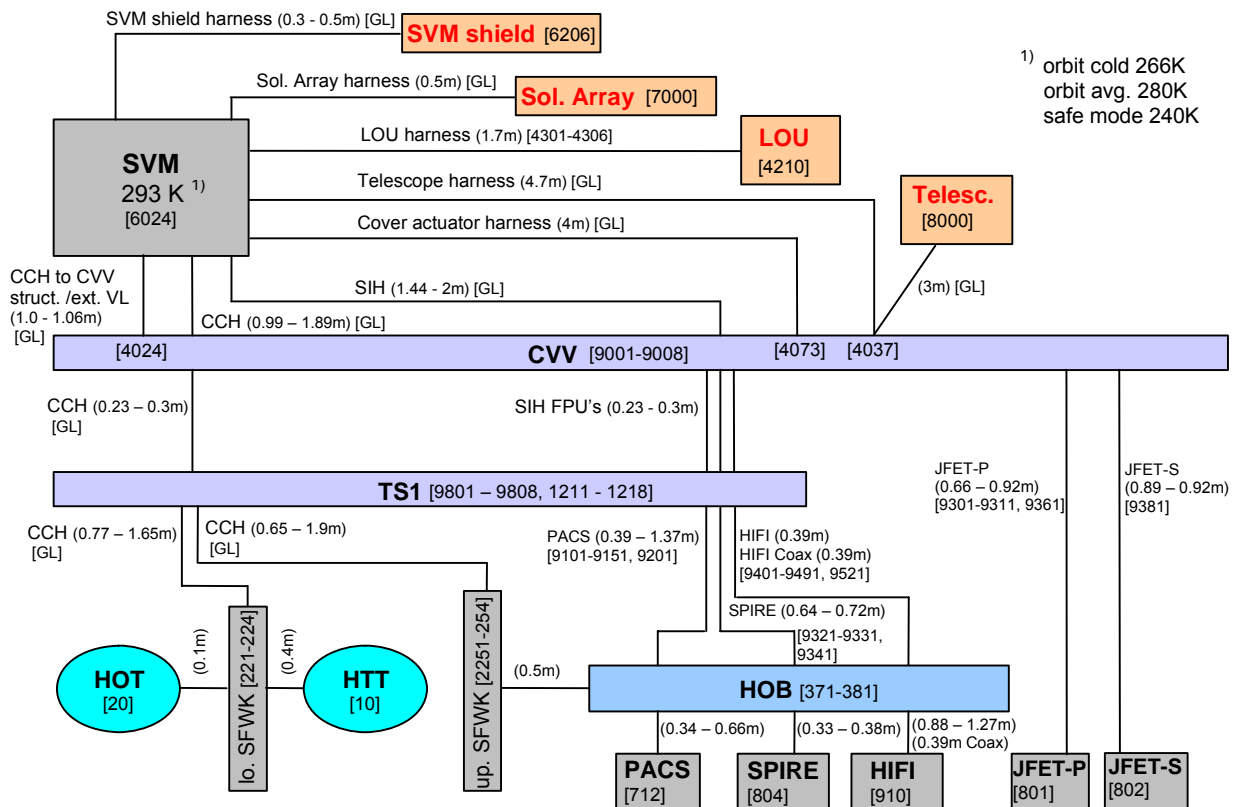 SVM shield harness (0.3 - 0.5m) [GL]
SVM shield [6206]
1) orbit cold 266K
orbit avg. 280K
safe mode 240K
Sol. Array harness (0.5m) [GL]
Sol. Array [7000]
LOU harness (1.7m) [4301-4306]
LOU
[4210]
SVM
293 K 1)
[6024]
Telescope harness (4.7m) [GL]
Telesc.
[8000]
Cover actuator harness (4m) [GL]
CCH to CVV
struct. /ext. VL
(1.0 - 1.06m)
[GL]
SIH (1.44 - 2m) [GL]
(3m) [GL]
CCH (0.99 – 1.89m) [GL]
[4024]
CVV [9001-9008]
[4073]
[4037]
CCH (0.23 – 0.3m)
[GL]
SIH FPU's (0.23 - 0.3m)
JFET-P
(0.66 – 0.92m)
[9301-9311, 9361]
JFET-S
(0.89 – 0.92m)
[9381]
TS1 [9801 – 9808, 1211 - 1218]
CCH (0.77 – 1.65m)
[GL]
CCH (0.65 – 1.9m)
[GL]
PACS (0.39 – 1.37m)
[9101-9151, 9201]
HIFI (0.39m)
HIFI Coax (0.39m)
[9401-9491, 9521]
SPIRE (0.64 – 0.72m)
[9321-9331,
9341]
HOT
[20]
(0.1m)
lo. SFWK [221-224]
(0.4m)
HTT
[10]
up. SFWK [2251-254]
(0.5m)
HOB [371-381]
(0.34 – 0.66m)
(0.33 – 0.38m)
(0.88 – 1.27m)
(0.39m Coax)
PACS
[712]
SPIRE
[804]
HIFI
[910]
JFET-P
[801]
JFET-S
[802]